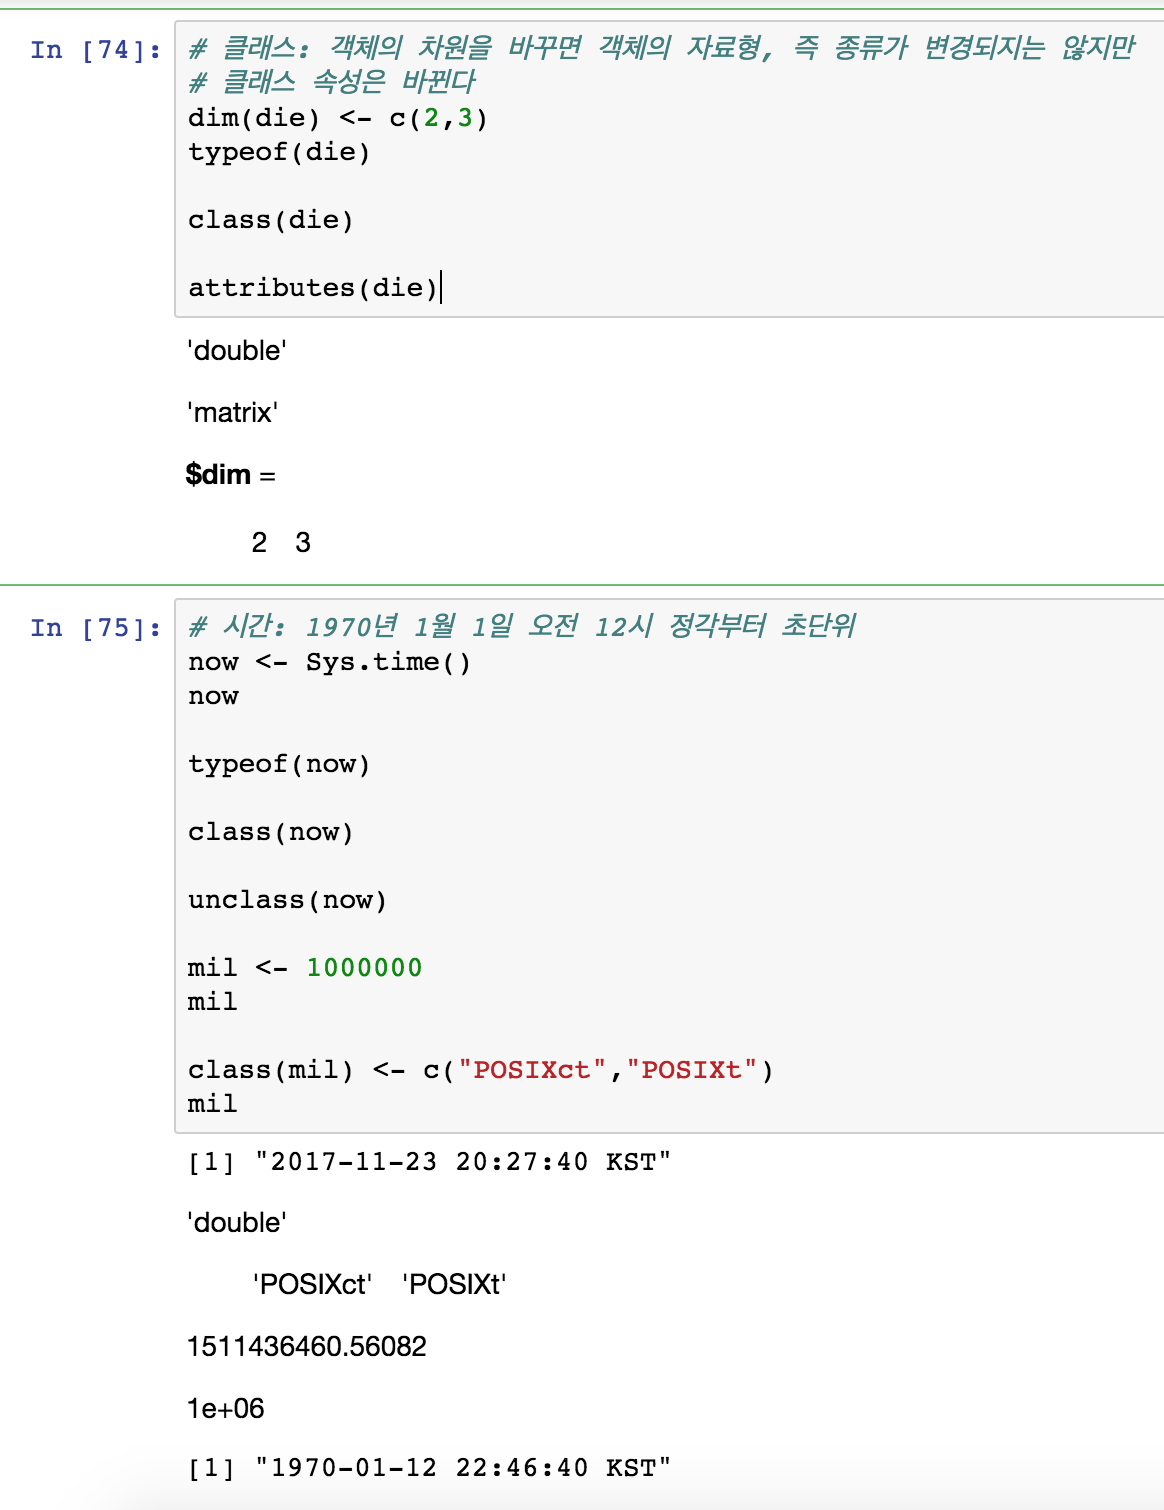 In [74]: # 클래스: 객체의 차원을 바꾸면 객체의 자료형, 즉 종류가 변경되지는 않지만
# 클래스 속성은 바뀐다
dim(die) <- c(2,3)
typeof(die)
class(die)
attributes(die)
'double'
'matrix'
$dim =
2 3
In [75]: # 시간: 1970년 1월 1일 오전 12시 정각부터 초단위
now <- Sys.time()
now
typeof(now)
class(now)
unclass(now)
mil <- 1000000
mil
class(mil) <- c("POSIXct","POSIXt")
mil
[1] "2017-11-23 20:27:40 KST"
'double'
'POSIXct' 'POSIXt'
1511436460.56082
1e+06
[1] "1970-01-12 22:46:40 KST"